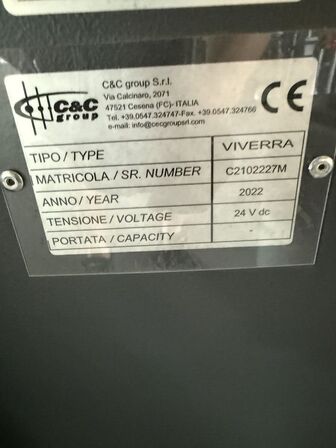 C&C group S.r.l.
Via Calcinaro, 2071
47521 Cesena (FC)- ITALIA
Tel. +39.0547.324747-Fax. +39.0547.324766
e-mail: info@cecgroupsrl.com
C&C
group
CE
TIPO / TYPE VIVERRA
MATRICOLA / SR. NUMBER C2102227M
ANNO / YEAR 2022
TENSIONE / VOLTAGE 24 V dc
PORTATA / CAPACITY -